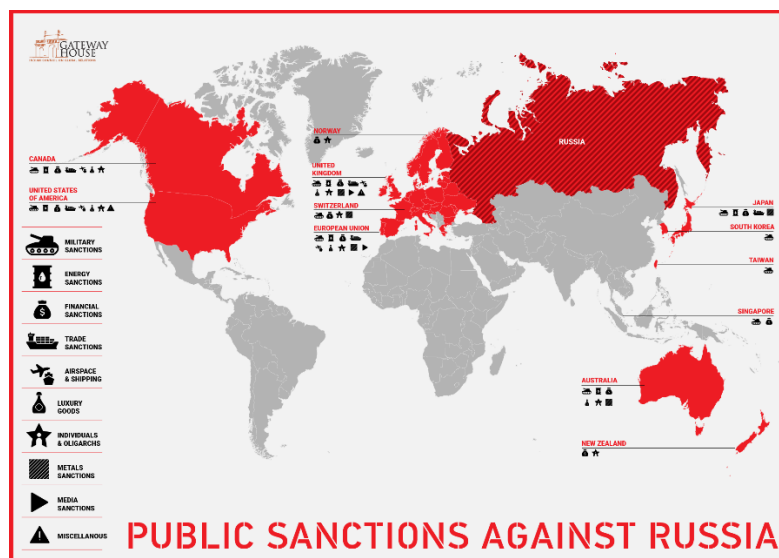 GATEWAY
HOUSE
NORWAY
RUSSIA
CANADA
UNITED
KINGDOM
UNITED STATES
OF AMERICA
SWITZERLAND
EUROPEAN UNION
JAPAN
SOUTH KOREA
TAIWAN
SINGAPORE
AUSTRALIA
NEW ZEALAND
MILITARY
SANCTIONS
ENERGY
SANCTIONS
FINANCIAL
SANCTIONS
TRADE
SANCTIONS
AIRSPACE
& SHIPPING
LUXURY
GOODS
INDIVIDUALS
& OLIGARCHS
METALS
SANCTIONS
MEDIA
SANCTIONS
MISCELLANOUS
PUBLIC SANCTIONS AGAINST RUSSIA